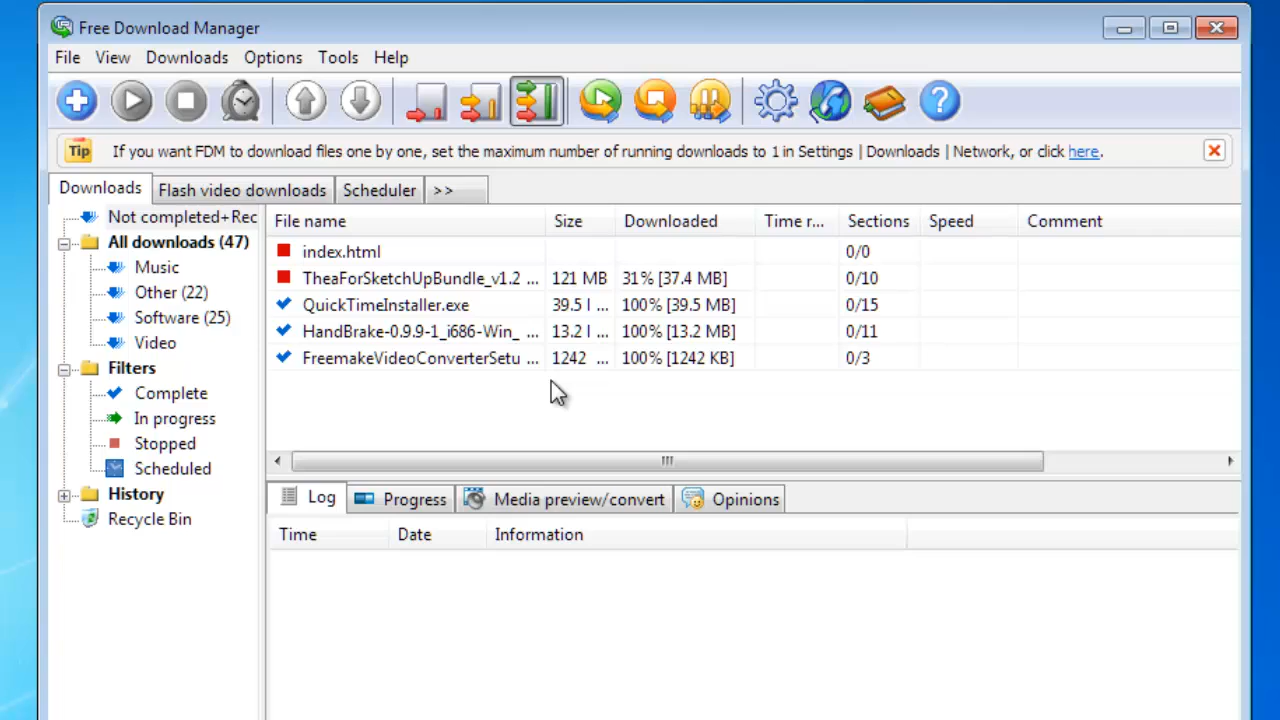 Free Download Manager
File View Downloads Options Tools Help
Tip If you want FDM to download files one by one, set the maximum number of running downloads to 1 in Settings | Downloads | Network, or click here.
Downloads Flash video downloads Scheduler >>
Not completed+Rec
All downloads (47)
Music
Other (22)
Software (25)
Video
Filters
Complete
In progress
Stopped
Scheduled
History
Recycle Bin
File name Size Downloaded Time r... Sections Speed Comment
index.html 0/0
TheaForSketchUpBundle_v1.2 ... 121 MB 31% [37.4 MB] 0/10
QuickTimeInstaller.exe 39.5 l ... 100% [39.5 MB] 0/15
HandBrake-0.9.9-1_i686-Win_ ... 13.2 l ... 100% [13.2 MB] 0/11
FreemakeVideoConverterSetu ... 1242 ... 100% [1242 KB] 0/3
Log Progress Media preview/convert Opinions
Time Date Information